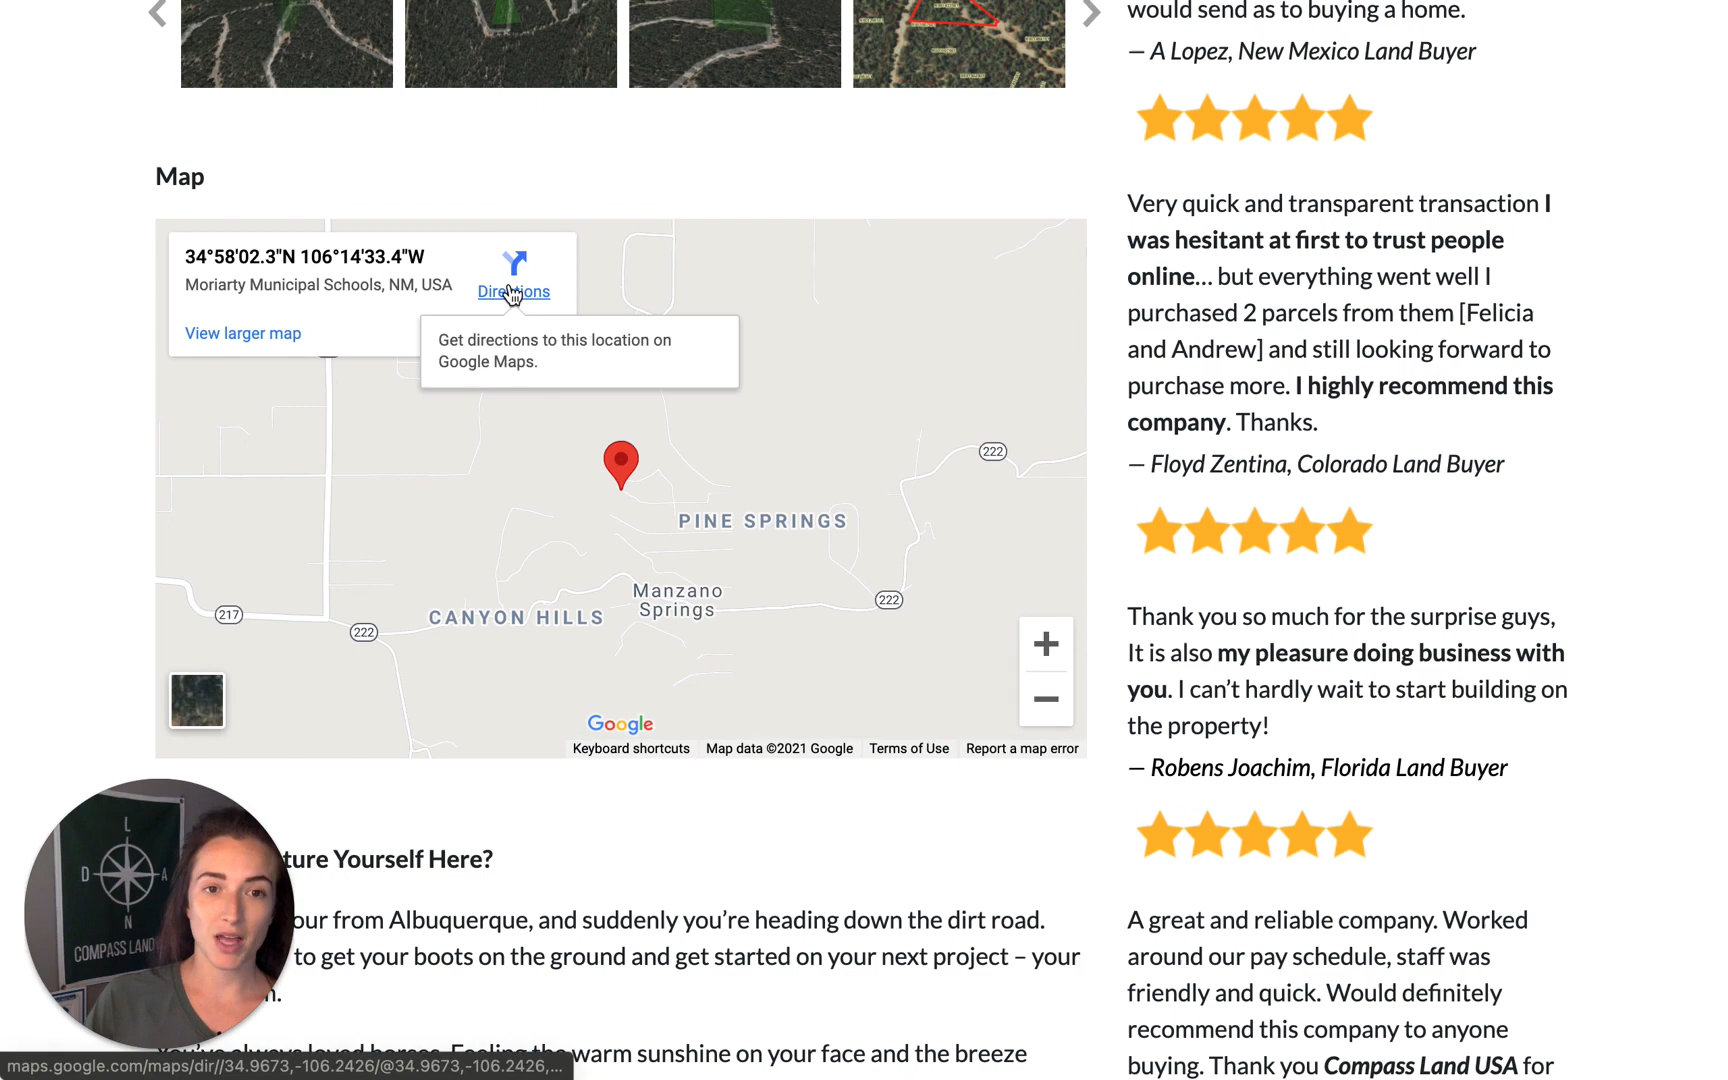 would send as to buying a home.
– A Lopez, New Mexico Land Buyer
Map
34°58'02.3"N 106°14'33.4"W
Moriarty Municipal Schools, NM, USA
Directions
View larger map
Get directions to this location on
Google Maps.
222
PINE SPRINGS
Manzano
Springs
222
CANYON HILLS
217
222
Google
Keyboard shortcuts
Map data ©2021 Google
Terms of Use
Report a map error
Very quick and transparent transaction I
was hesitant at first to trust people
online… but everything went well I
purchased 2 parcels from them [Felicia
and Andrew] and still looking forward to
purchase more. I highly recommend this
company. Thanks.
– Floyd Zentina, Colorado Land Buyer
Thank you so much for the surprise guys,
It is also my pleasure doing business with
you. I can't hardly wait to start building on
the property!
– Robens Joachim, Florida Land Buyer
A great and reliable company. Worked
around our pay schedule, staff was
friendly and quick. Would definitely
recommend this company to anyone
buying. Thank you Compass Land USA for
L
D
A
N
COMPASS LAND
ture Yourself Here?
our from Albuquerque, and suddenly you're heading down the dirt road.
to get your boots on the ground and get started on your next project – your
n.
You've always loved horses. Feeling the warm sunshine on your face and the breeze
maps.google.com/maps/dir//34.9673,-106.2426/@34.9673,-106.2426,...